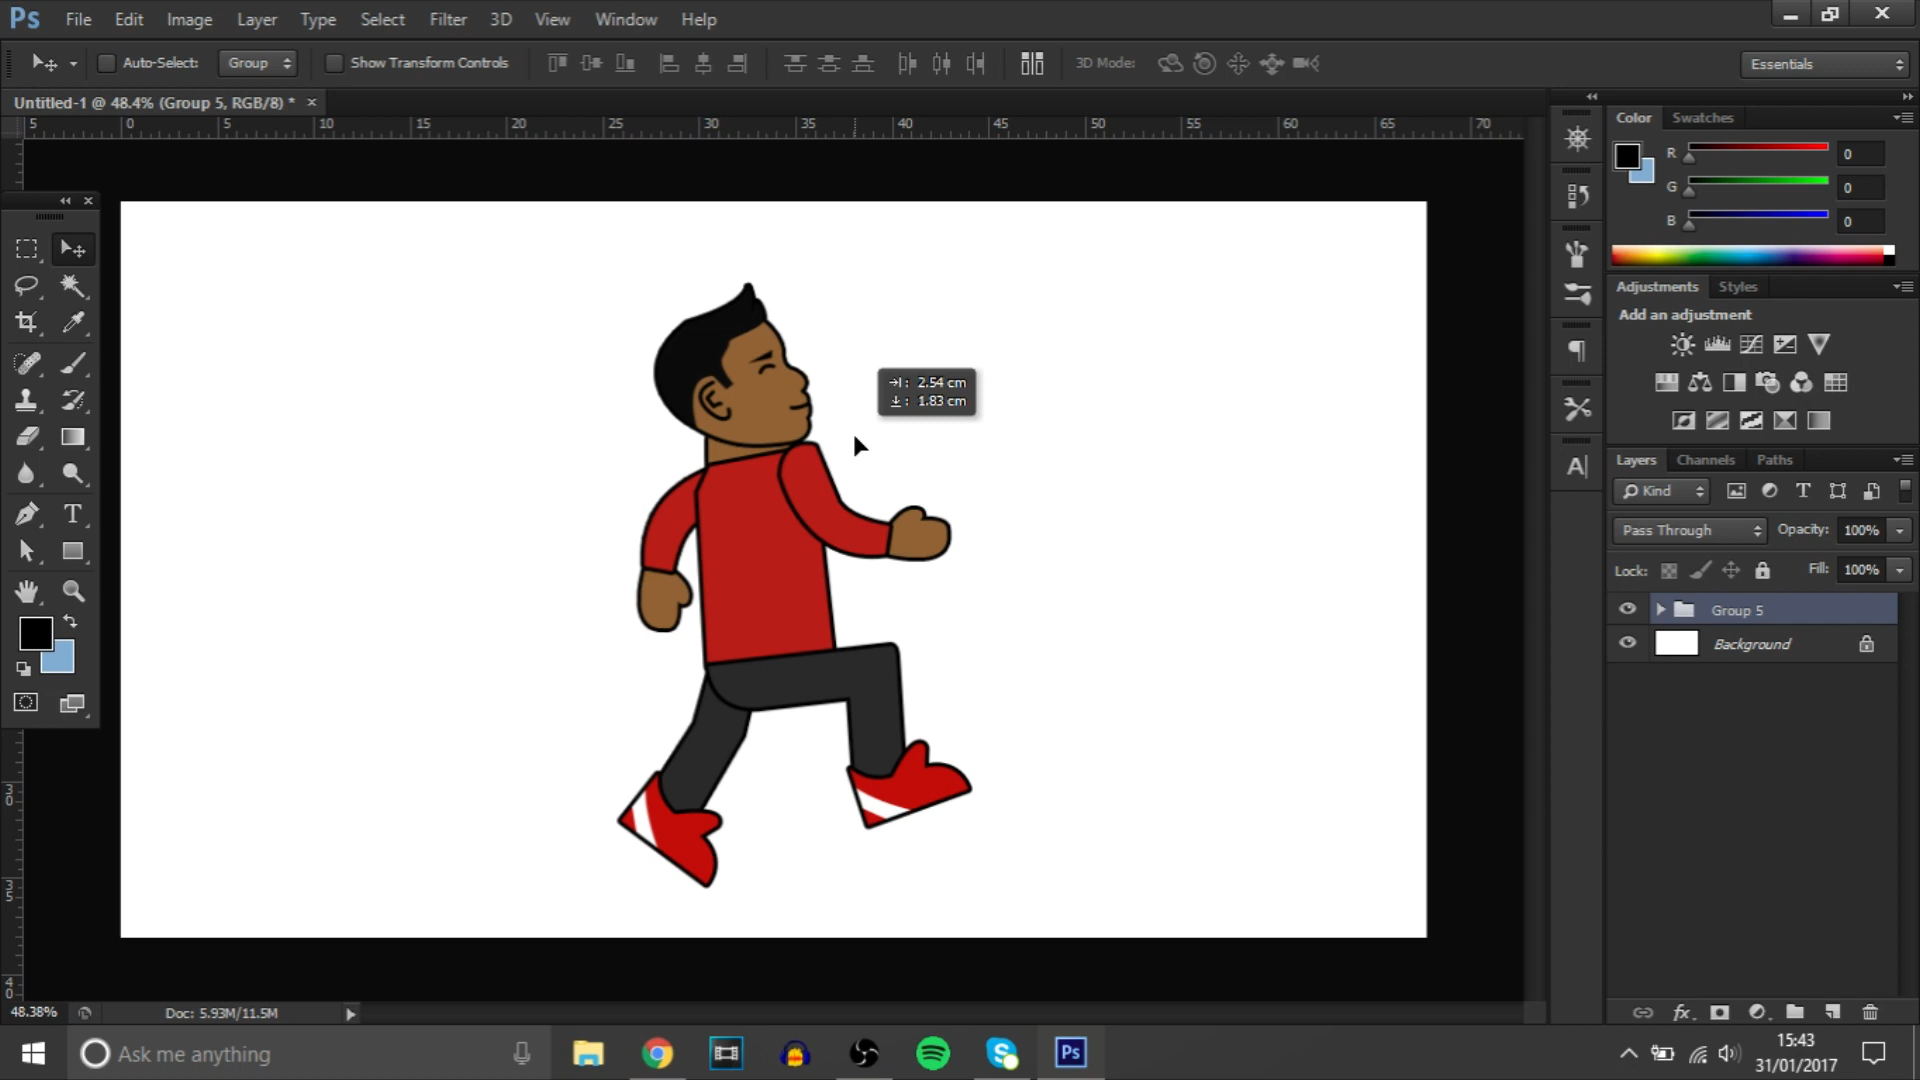 Ps File Edit Image Layer Type Select Filter 3D View Window Help
Auto-Select: Group Show Transform Controls 3D Mode: Essentials
Untitled-1 @ 48.4% (Group 5, RGB/8) * ×
5 0 5 10 15 20 25 30 35 40 45 50 55 60 65 70
Color Swatches
R 0
G 0
B 0
Adjustments Styles
Add an adjustment
2.54 cm
1.83 cm
Layers Channels Paths
Kind
Pass Through Opacity: 100%
Lock: Fill: 100%
Group 5
Background
30
35
40
48.38% Doc: 5.93M/11.5M
Ask me anything
Ps
15:43
31/01/2017